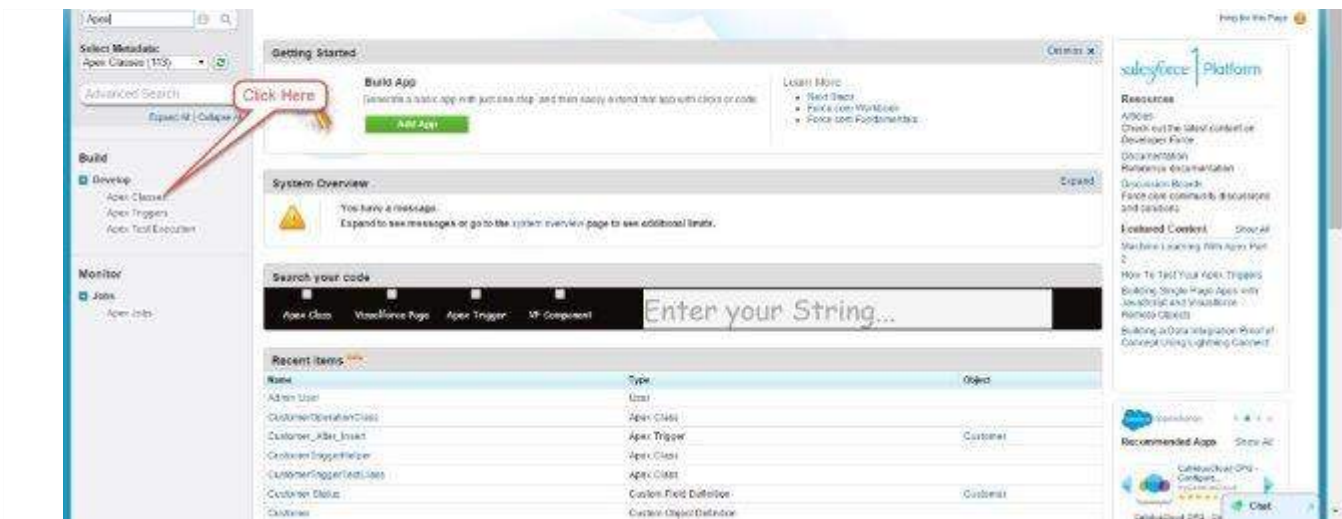 Apex
Help for this Page
Select Metadata:
Apex Classes (113)
Advanced Search
Expand All | Collapse All
Click Here
Build
Develop
Apex Classes
Apex Triggers
Apex Test Execution
Monitor
Jobs
Apex Jobs
Getting Started
Build App
Generate a basic app with just one step, and then easily extend that app with clicks or code.
Add App
Learn More
Next Steps
Force.com Workbook
Force.com Fundamentals
System Overview
Expand
You have a message.
Expand to see messages or go to the system overview page to see additional limits.
Search your code
Apex Class Visualforce Page Apex Trigger VF Component
Enter your String...
Recent Items
Name Type Object
Admin User User
CustomerOperationClass Apex Class
Customer_After_Insert Apex Trigger Customer
CustomerTriggerHelper Apex Class
CustomerTriggerTestClass Apex Class
Customer Status Custom Field Definition Customer
Customer Custom Object Definition
salesforce Platform
Resources
Articles
Check out the latest content on
Developer Force
Documentation
Reference documentation
Discussion Boards
Force.com community discussions
and solutions
Featured Content Show All
Machine Learning With Apex Part
2
How To Test Your Apex Triggers
Building Single Page Apps with
JavaScript and Visualforce
Remote Objects
Building a Data Integration Proof of
Concept Using Lightning Connect
Recommended Apps Show All
Chat